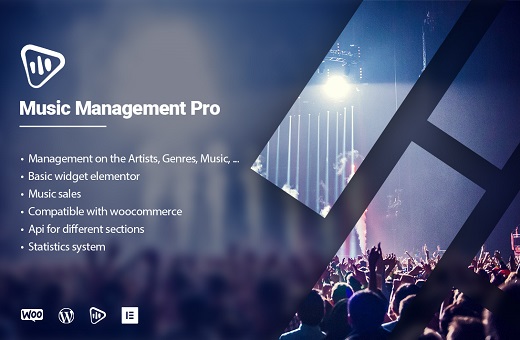 Music Management Pro
• Management on the Artists, Genres, Music, ...
• Basic widget elementor
• Music sales
• Compatible with woocommerce
• Api for different sections
• Statistics system
WOO